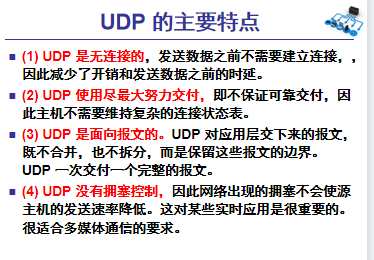 UDP 的主要特点
(1) UDP 是无连接的，发送数据之前不需要建立连接，，
因此减少了开销和发送数据之前的时延。
(2) UDP 使用尽最大努力交付，即不保证可靠交付，因
此主机不需要维持复杂的连接状态表。
(3) UDP 是面向报文的。UDP 对应用层交下来的报文，
既不合并，也不拆分，而是保留这些报文的边界。
UDP 一次交付一个完整的报文。
(4) UDP 没有拥塞控制，因此网络出现的拥塞不会使源
主机的发送速率降低。这对某些实时应用是很重要的。
很适合多媒体通信的要求。